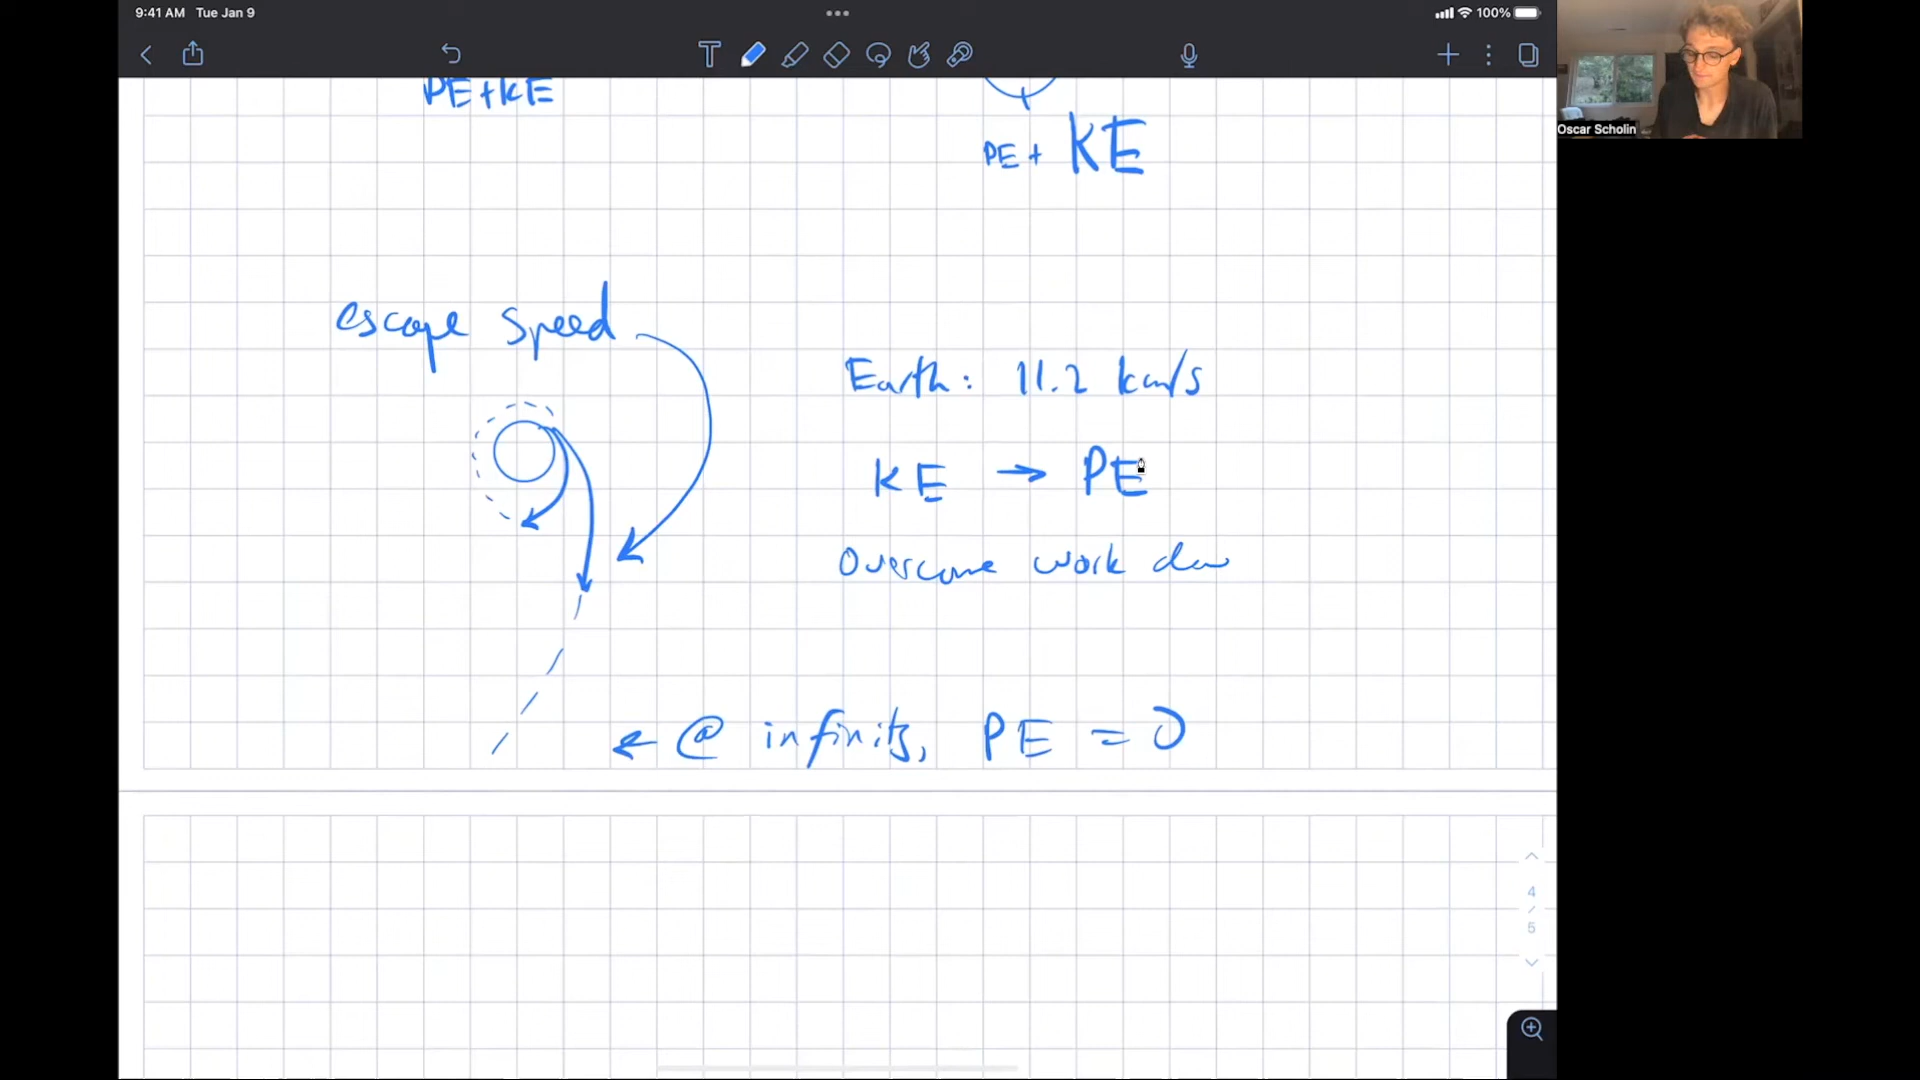 9:41 AM Tue Jan 9
100%
Oscar Scholin
PE+KE
PE + KE
escape speed
Earth: 11.2 km/s
KE → PE
Overcome work
← @ infinity, PE = 0
4
/
5